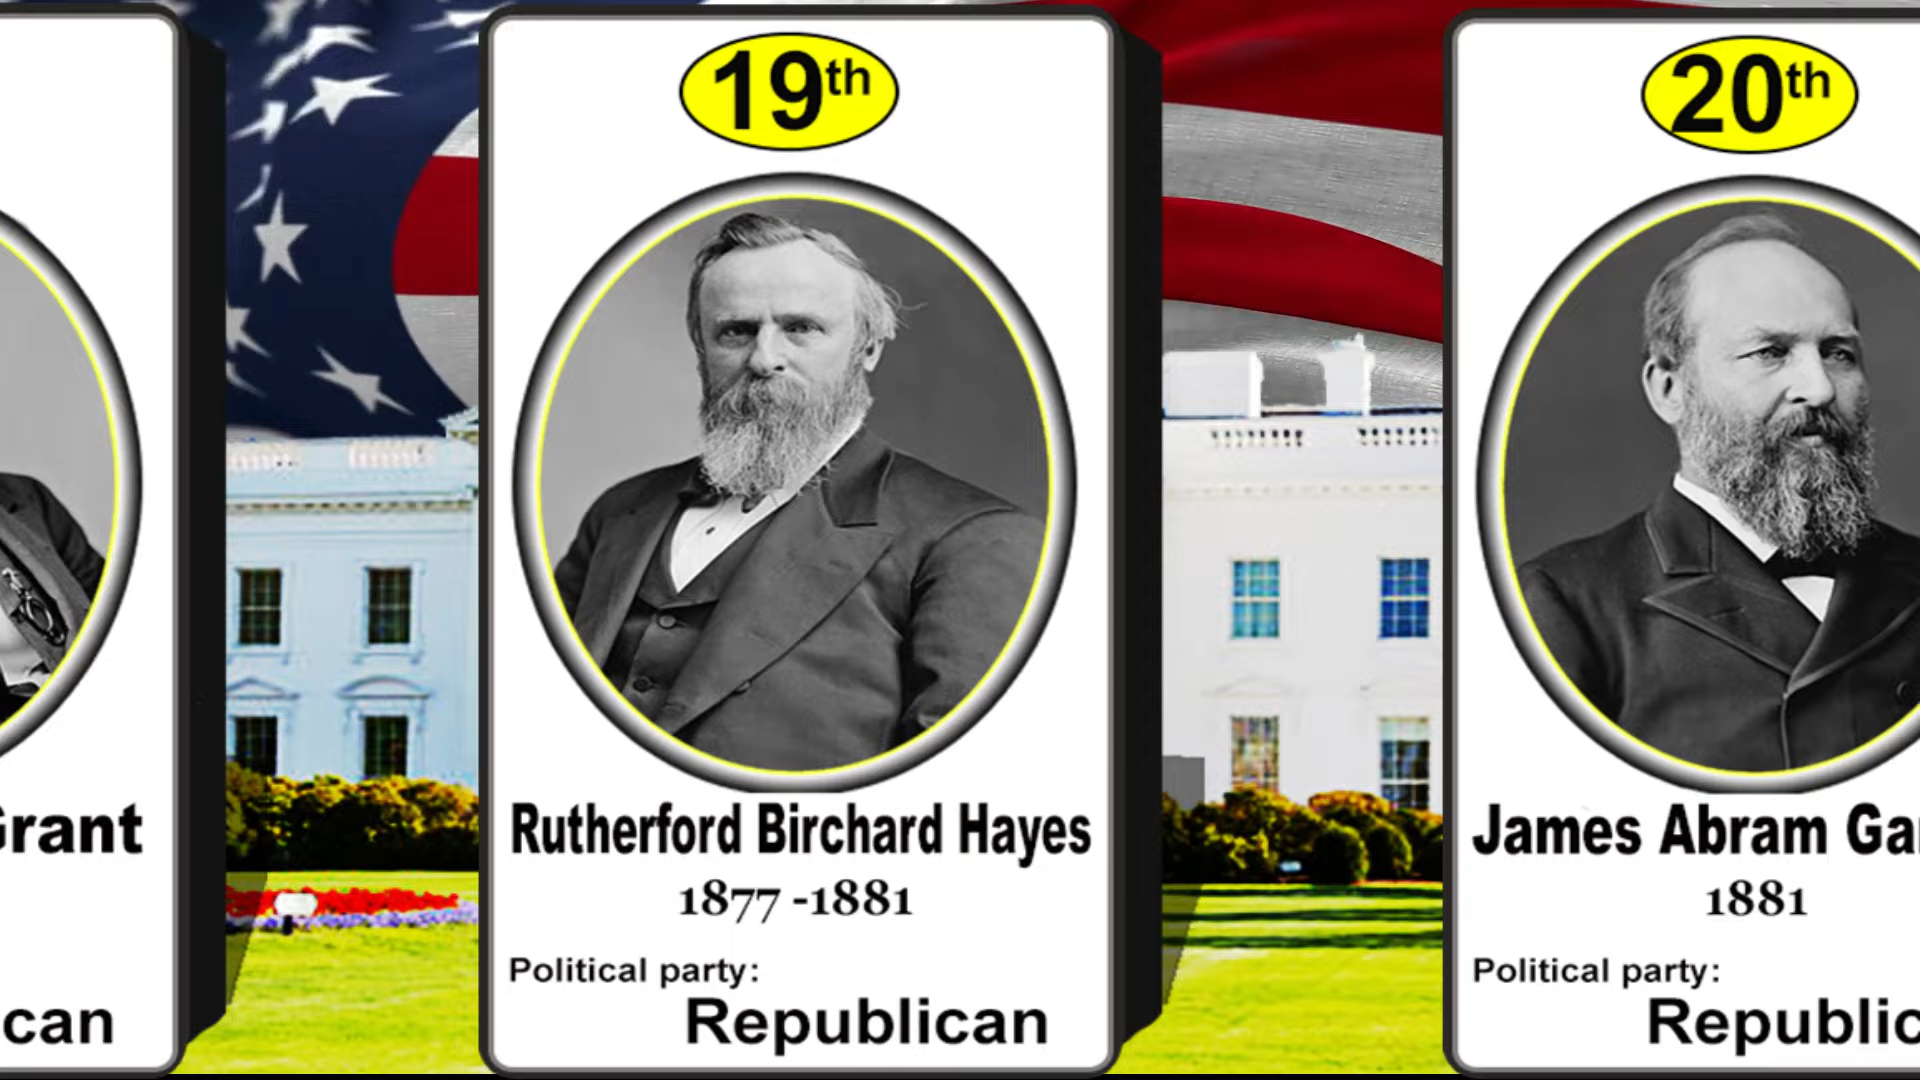 Grant
can
19th
Rutherford Birchard Hayes
1877 -1881
Political party:
Republican
20th
James Abram Gar
1881
Political party:
Republic